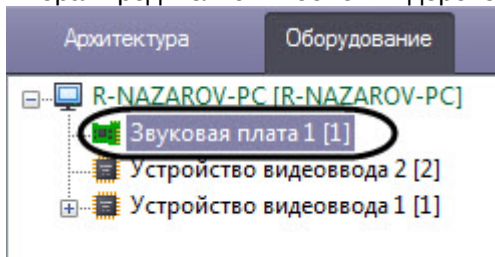 Архитектура Оборудование
R-NAZAROV-PC [R-NAZAROV-PC]
Звуковая плата 1 [1]
Устройство видеоввода 2 [2]
Устройство видеоввода 1 [1]